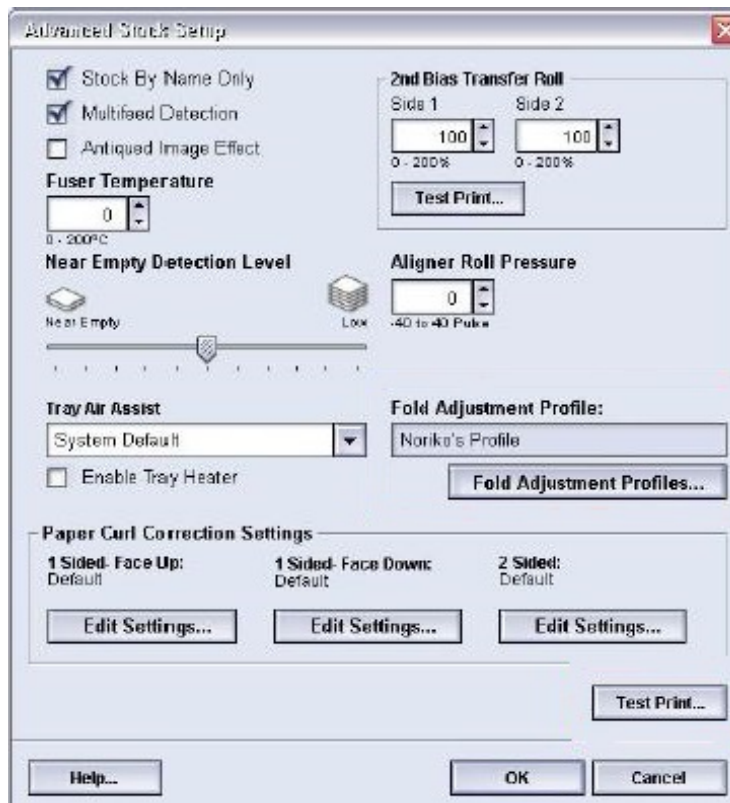 Advanced Stock Setup
Stock By Name Only
Multifeed Detection
Antiqued Image Effect
Fuser Temperature
0
0 - 200ºC
2nd Bias Transfer Roll
Side 1 Side 2
100 100
0 - 200% 0 - 200%
Test Print...
Near Empty Detection Level
Near Empty Low
Aligner Roll Pressure
0
-40 to 40 Pulse
Tray Air Assist
System Default
Enable Tray Heater
Fold Adjustment Profile:
Noriko's Profile
Fold Adjustment Profiles...
Paper Curl Correction Settings
1 Sided- Face Up: 1 Sided- Face Down: 2 Sided:
Default Default Default
Edit Settings... Edit Settings... Edit Settings...
Test Print...
Help... OK Cancel